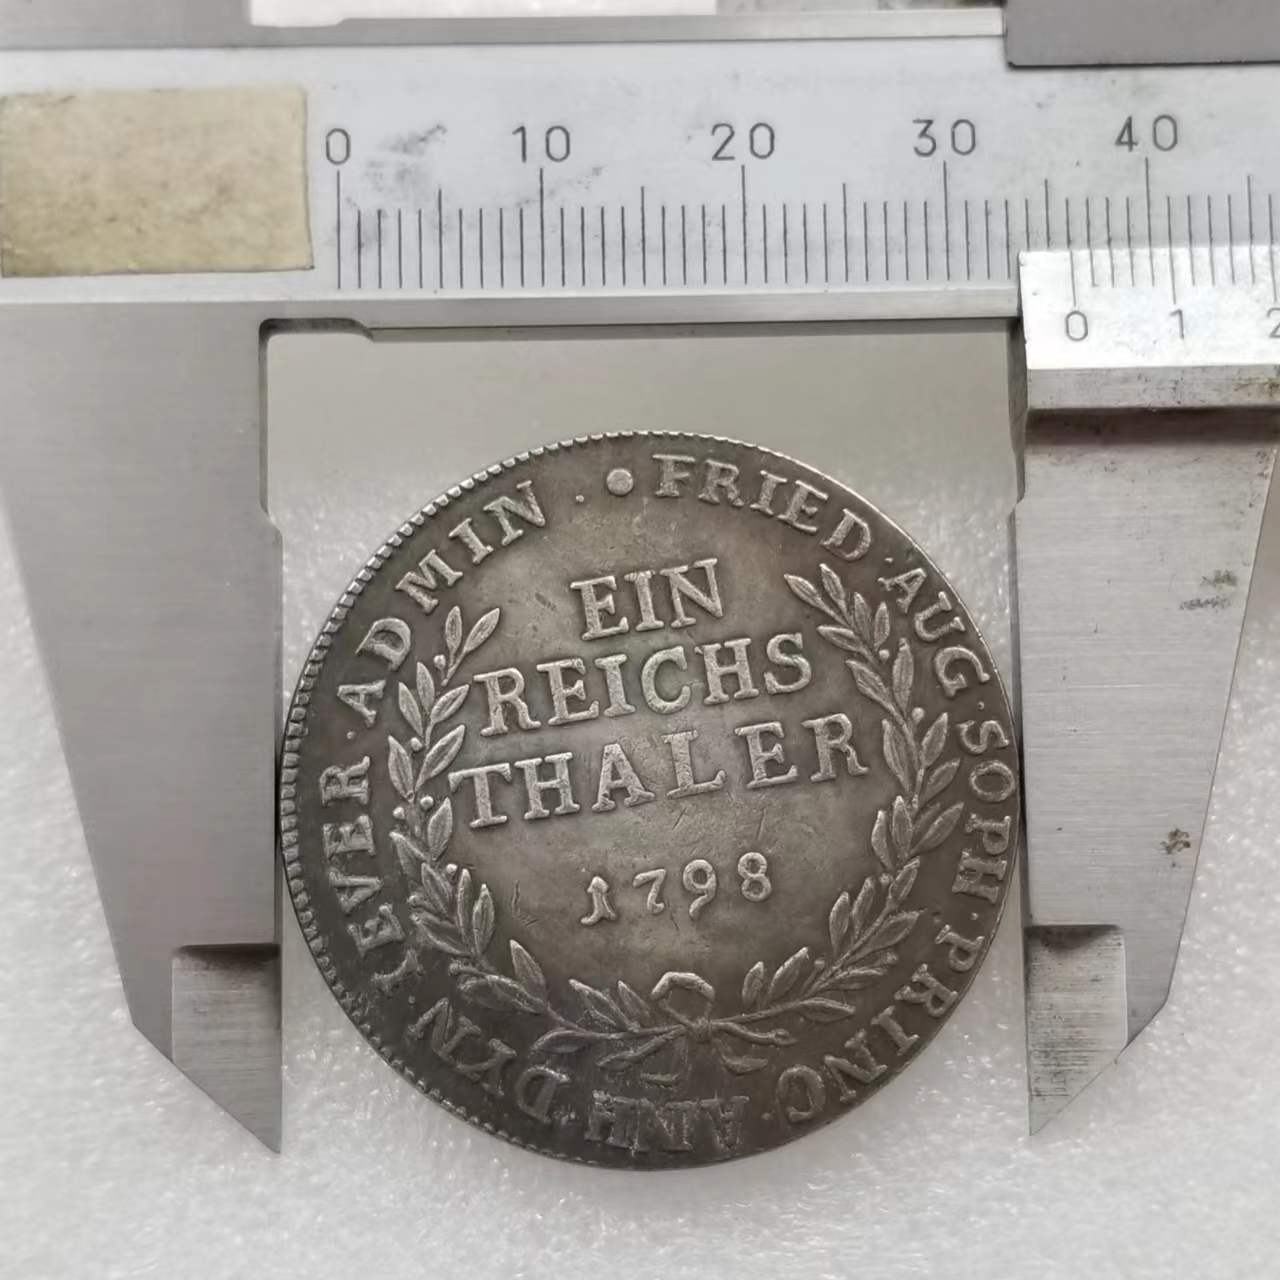 0 10 20 30 40
0 1 2
FRIED · AUG · SOPH · PRINC · ANH DYN IEVER · ADMIN .
EIN
REICHS
THALER
1798